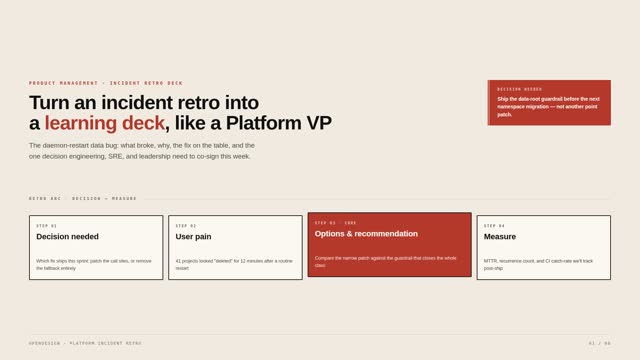 PRODUCT MANAGEMENT · INCIDENT RETRO DECK
Turn an incident retro into
a learning deck, like a Platform VP
The daemon-restart data bug: what broke, why, the fix on the table, and the
one decision engineering, SRE, and leadership need to co-sign this week.
DECISION NEEDED
Ship the data-root guardrail before the next
namespace migration — not another point
patch.
RETRO ARC · DECISION → MEASURE
STEP 01
Decision needed
Which fix ships this sprint: patch the call sites, or remove
the fallback entirely
STEP 02
User pain
41 projects looked "deleted" for 12 minutes after a routine
restart
STEP 03 · CORE
Options & recommendation
Compare the narrow patch against the guardrail that closes the whole
class
STEP 04
Measure
MTTR, recurrence count, and CI catch-rate we'll track
post-ship
OPENDESIGN · PLATFORM INCIDENT RETRO
01 / 08